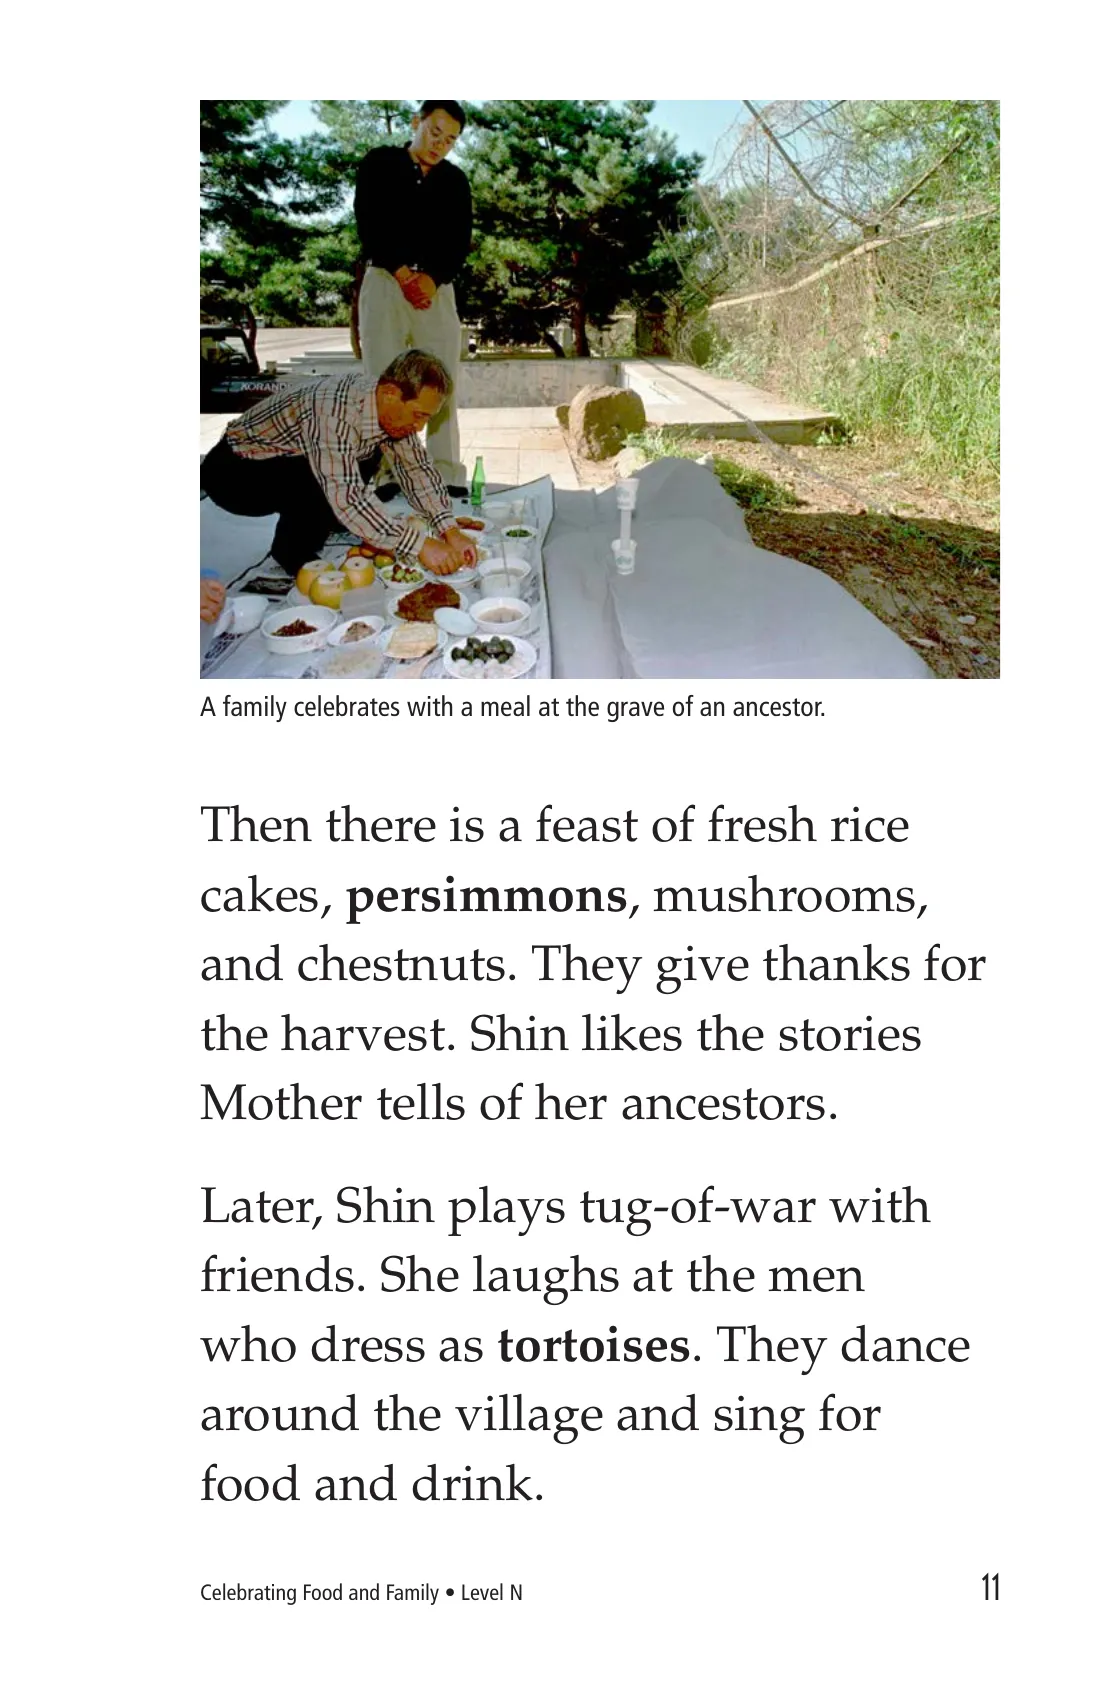 KORANDO
A family celebrates with a meal at the grave of an ancestor.
Then there is a feast of fresh rice
cakes, persimmons, mushrooms,
and chestnuts. They give thanks for
the harvest. Shin likes the stories
Mother tells of her ancestors.
Later, Shin plays tug-of-war with
friends. She laughs at the men
who dress as tortoises. They dance
around the village and sing for
food and drink.
Celebrating Food and Family • Level N
11